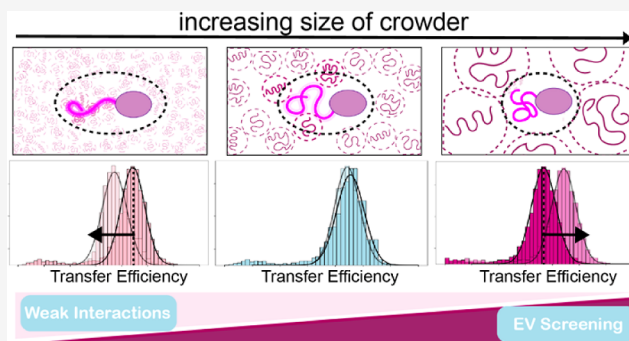 increasing size of crowder
Transfer Efficiency
Transfer Efficiency
Transfer Efficiency
Weak Interactions
EV Screening